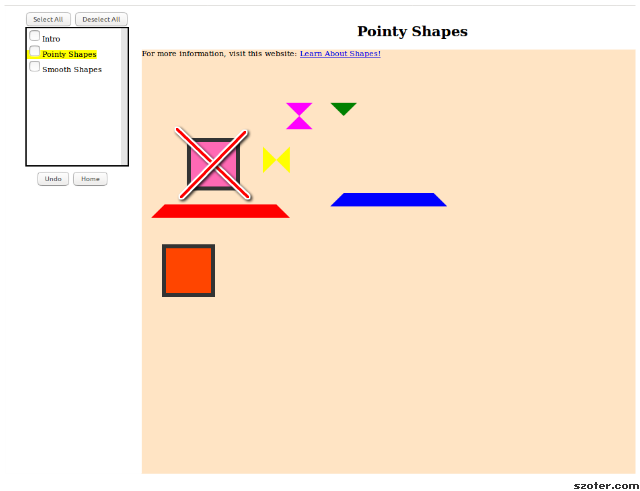 Select All Deselect All
Intro
Pointy Shapes
Smooth Shapes
Undo Home
Pointy Shapes
For more information, visit this website: Learn About Shapes!
szoter.com